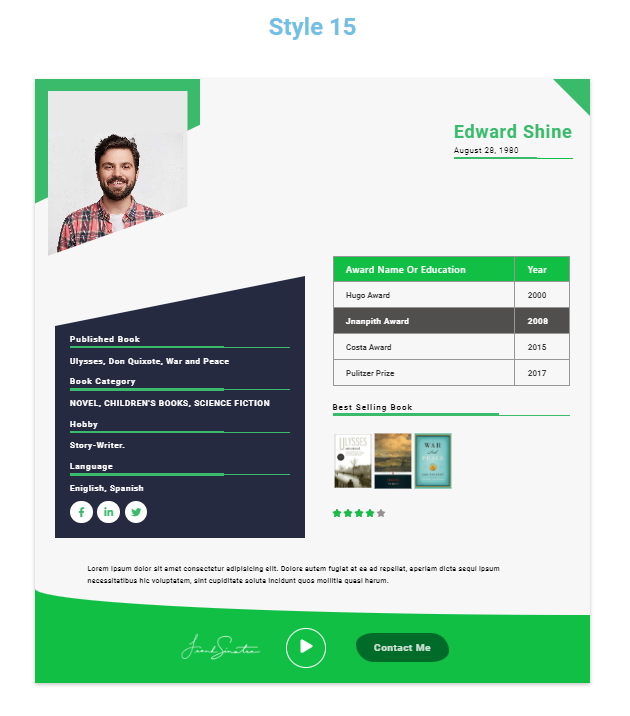 Style 15
Edward Shine
August 28, 1980
Award Name Or Education Year
Hugo Award 2000
Jnanpith Award 2008
Costa Award 2015
Pulitzer Prize 2017
Published Book
Ulysses, Don Quixote, War and Peace
Book Category
NOVEL, CHILDREN'S BOOKS, SCIENCE FICTION
Hobby
Story-Writer.
Language
Eniglish, Spanish
f in
Best Selling Book
ULYSSES
WAR
and
PEACE
Lorem ipsum dolor sit amet consectetur adipisicing elit. Dolore autem fugiat at ea ad repellat, aperiam dicta sequi ipsum
necessitatibus hic voluptatem, sint cupiditate soluta incidunt quos mollitia quasi harum.
Frank Sinatra
Contact Me